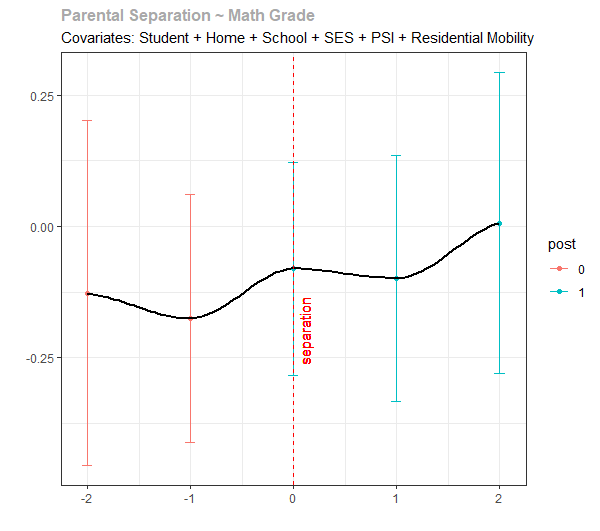 Parental Separation ~ Math Grade
Covariates: Student + Home + School + SES + PSI + Residential Mobility
0.25
0.00
-0.25
separation
-2
-1
0
1
2
post
0
1